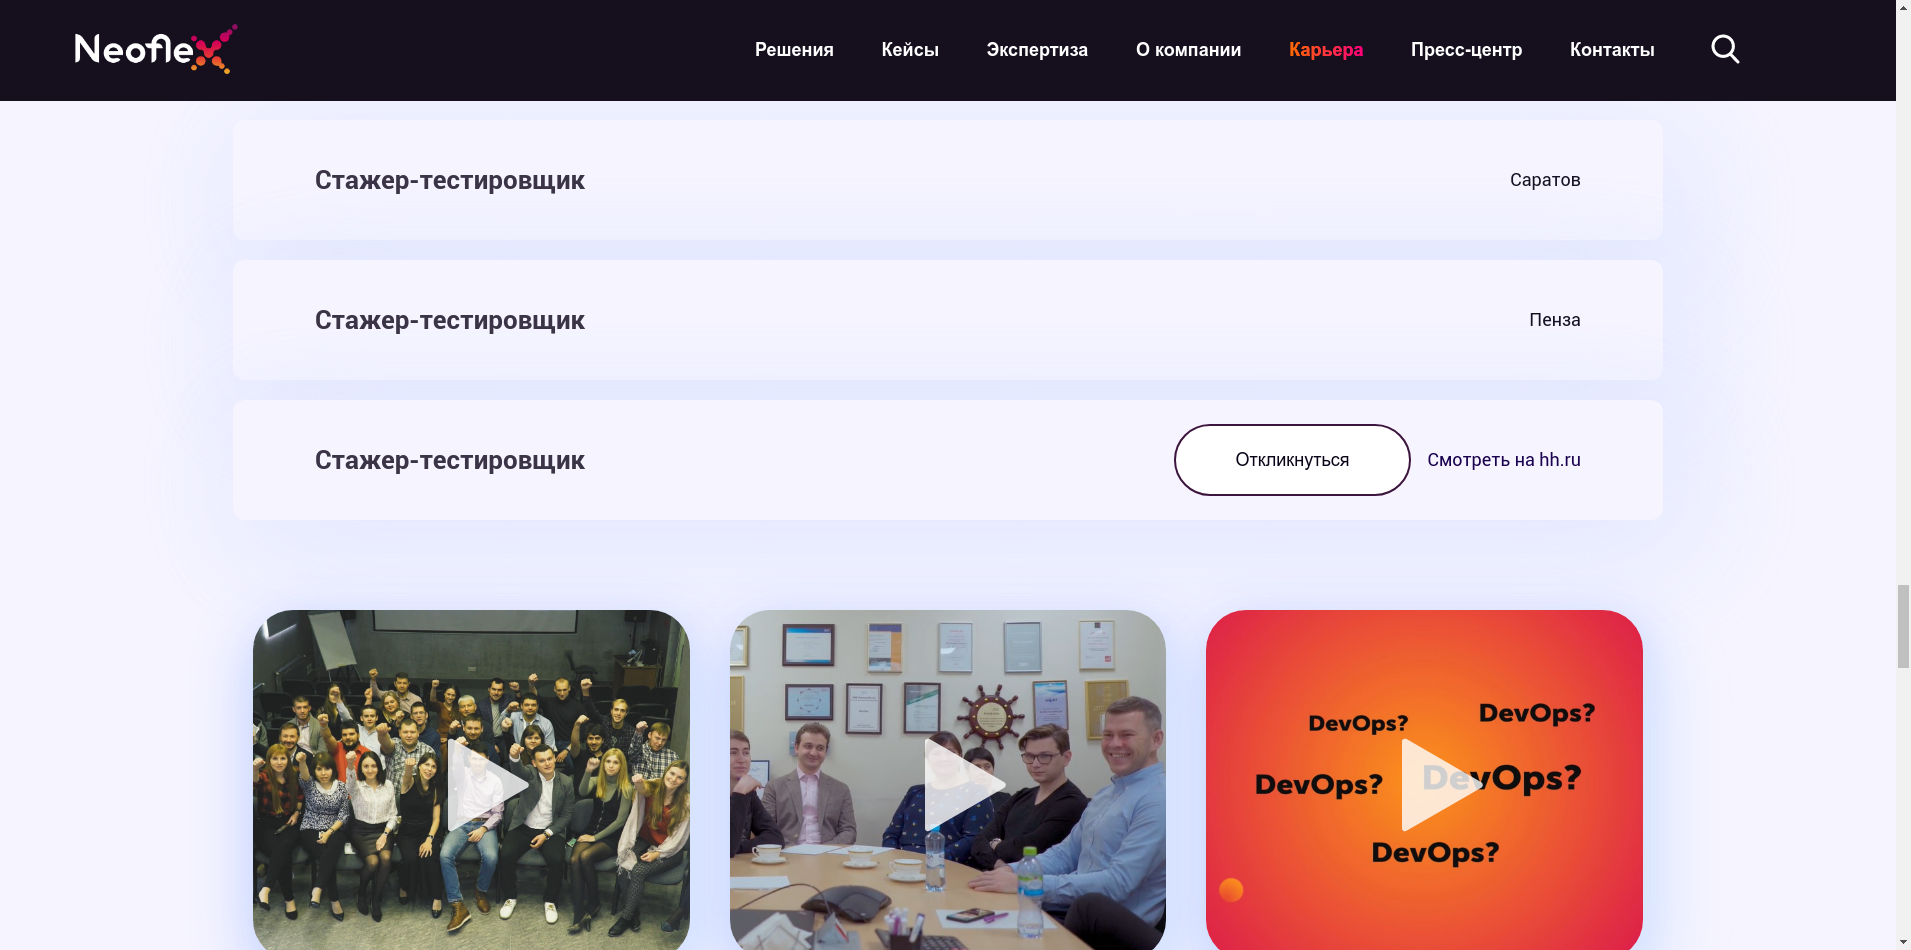 Neoflex
Решения Кейсы Экспертиза О компании Карьера Пресс-центр Контакты
Стажер-тестировщик Саратов
Стажер-тестировщик Пенза
Стажер-тестировщик Откликнуться Смотреть на hh.ru
DevOps? DevOps?
DevOps? DevOps?
DevOps?